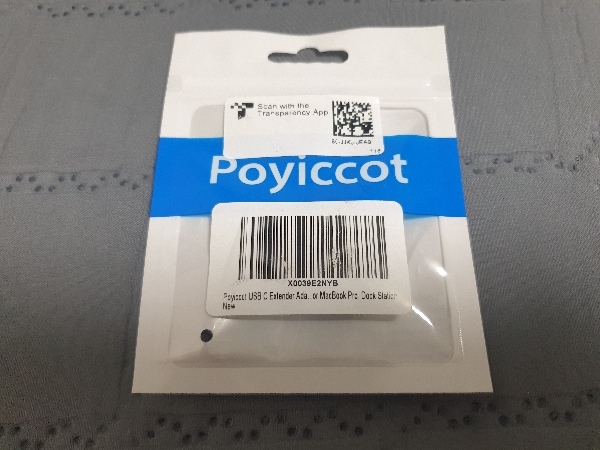 Scan with the
Transparency App
Poyiccot
X0039E2NYB
Poyiccot USB C Extender Ada or MacBook Pro Dock Station
New